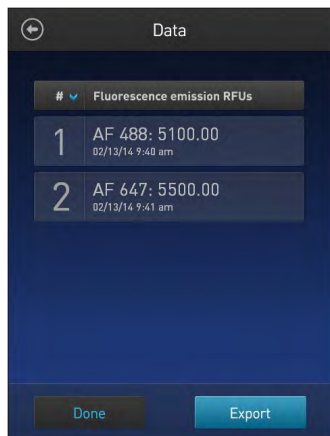 Data
# Fluorescence emission RFUs
1 AF 488: 5100.00
02/13/14 9:40 am
2 AF 647: 5500.00
02/13/14 9:41 am
Done Export